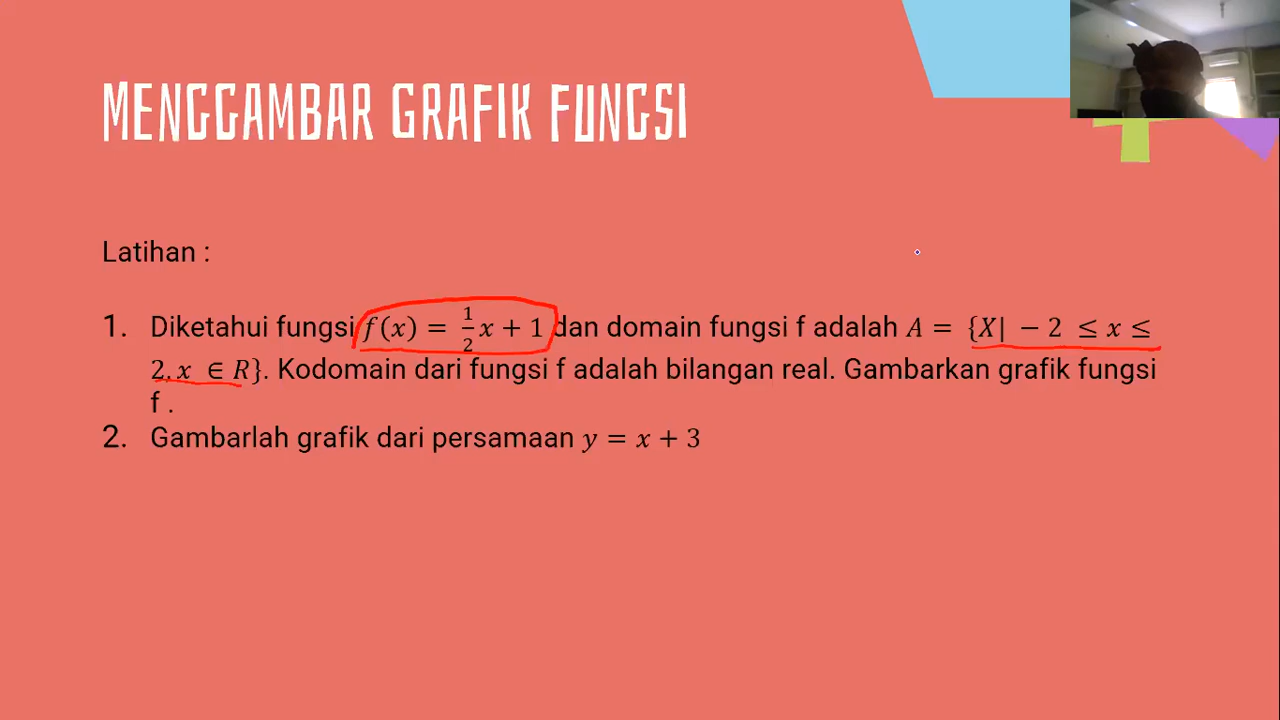 MENGGAMBAR GRAFIK FUNGSI
Latihan :
1. Diketahui fungsi f(x) = 1/2 x + 1 dan domain fungsi f adalah A = {X| − 2 ≤ x ≤
2, x ∈ R}. Kodomain dari fungsi f adalah bilangan real. Gambarkan grafik fungsi
f .
2. Gambarlah grafik dari persamaan y = x + 3